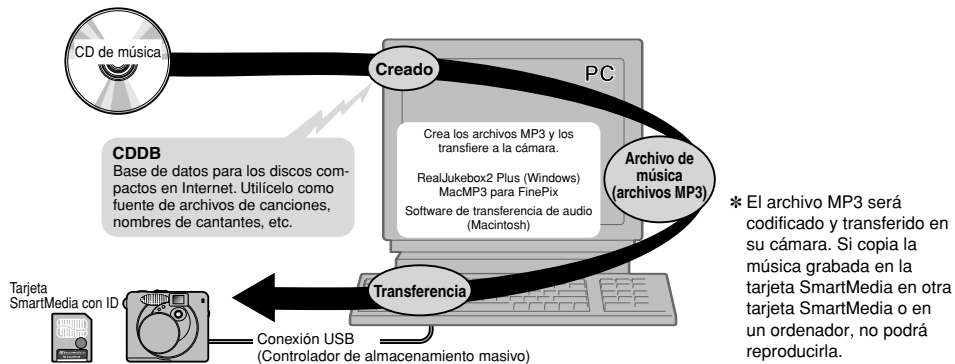 CD de música
Creado
PC
CDDB
Base de datos para los discos com-
pactos en Internet. Utilícelo como
fuente de archivos de canciones,
nombres de cantantes, etc.
Crea los archivos MP3 y los
transfiere a la cámara.
RealJukebox2 Plus (Windows)
MacMP3 para FinePix
Software de transferencia de audio
(Macintosh)
Archivo de
música
(archivos MP3)
✻ El archivo MP3 será
codificado y transferido en
su cámara. Si copia la
música grabada en la
tarjeta SmartMedia en otra
tarjeta SmartMedia o en
un ordenador, no podrá
reproducirla.
Transferencia
Tarjeta
SmartMedia con ID
Conexión USB
(Controlador de almacenamiento masivo)